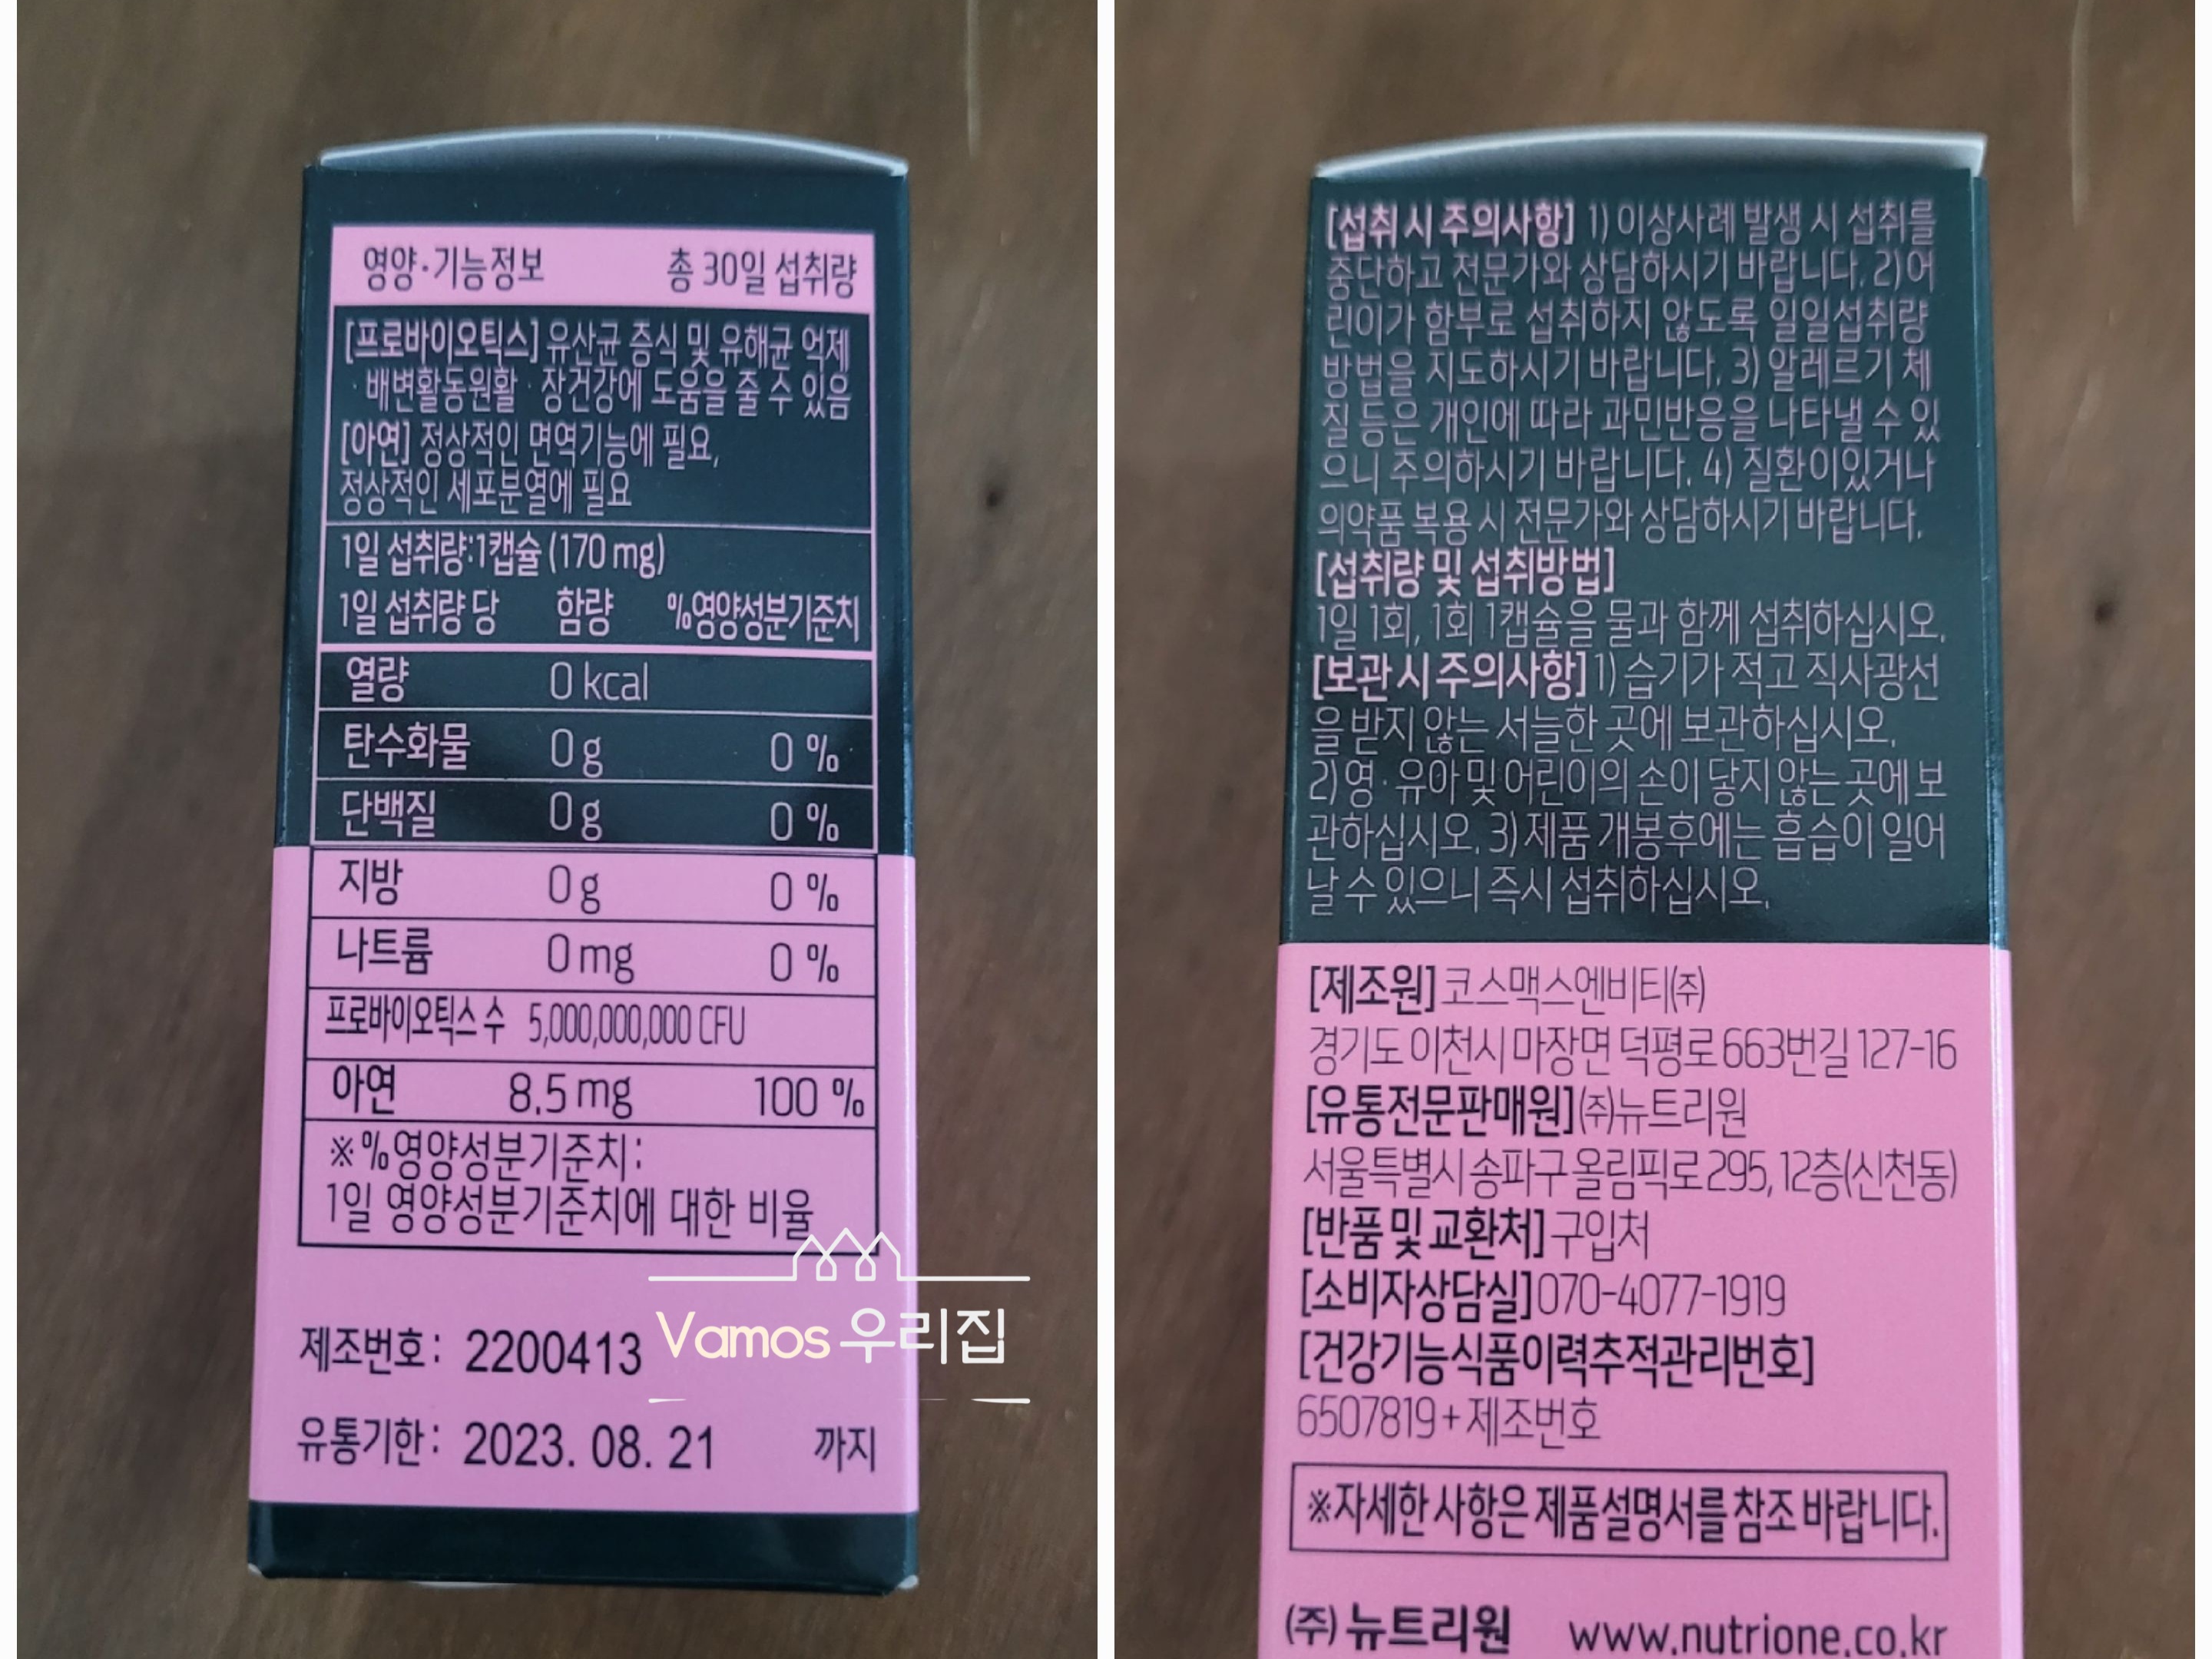 영양·기능정보 총 30일 섭취량
[프로바이오틱스] 유산균 증식 및 유해균 억제
· 배변활동원활 · 장건강에 도움을 줄 수 있음
[아연] 정상적인 면역기능에 필요,
정상적인 세포분열에 필요
1일 섭취량:1캡슐 (170 mg)
1일 섭취량 당 함량 %영양성분기준치
열량 0 kcal
탄수화물 0 g 0 %
단백질 0 g 0 %
지방 0 g 0 %
나트륨 0 mg 0 %
프로바이오틱스 수 5,000,000,000 CFU
아연 8.5 mg 100 %
※%영양성분기준치:
1일 영양성분기준치에 대한 비율
제조번호: 2200413
유통기한: 2023. 08. 21 까지
Vamos 우리집
[섭취 시 주의사항] 1) 이상사례 발생 시 섭취를
중단하고 전문가와 상담하시기 바랍니다. 2)어
린이가 함부로 섭취하지 않도록 일일섭취량
방법을 지도하시기 바랍니다. 3) 알레르기 체
질 등은 개인에 따라 과민반응을 나타낼 수 있
으니 주의하시기 바랍니다. 4) 질환이있거나
의약품 복용 시 전문가와 상담하시기 바랍니다.
[섭취량 및 섭취방법]
1일 1회, 1회 1캡슐을 물과 함께 섭취하십시오.
[보관 시 주의사항] 1) 습기가 적고 직사광선
을 받지 않는 서늘한 곳에 보관하십시오.
2) 영·유아 및 어린이의 손이 닿지 않는 곳에 보
관하십시오. 3) 제품 개봉후에는 흡습이 일어
날 수 있으니 즉시 섭취하십시오.
[제조원] 코스맥스엔비티(주)
경기도 이천시 마장면 덕평로 663번길 127-16
[유통전문판매원] (주)뉴트리원
서울특별시 송파구 올림픽로 295, 12층(신천동)
[반품 및 교환처] 구입처
[소비자상담실] 070-4077-1919
[건강기능식품이력추적관리번호]
6507819 + 제조번호
※자세한 사항은 제품설명서를 참조 바랍니다.
(주) 뉴트리원 www.nutrione.co.kr